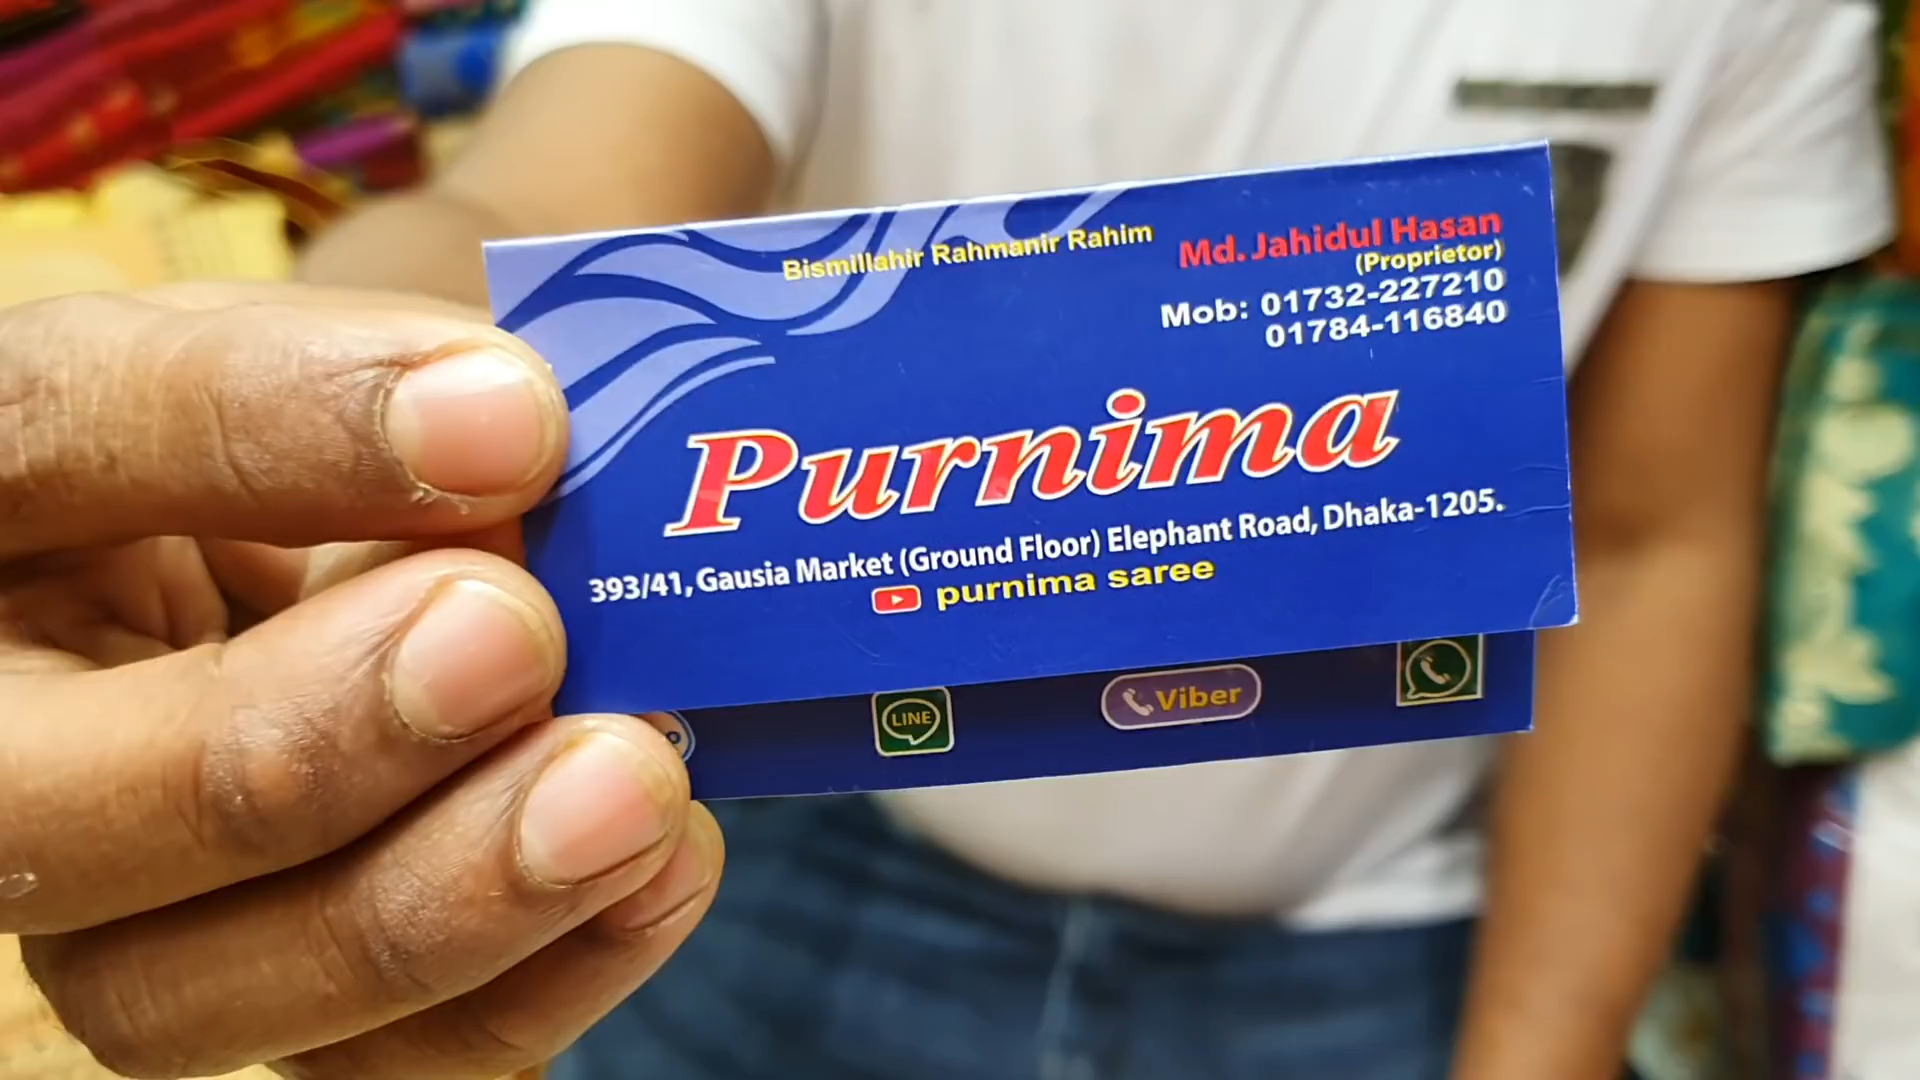 Bismillahir Rahmanir Rahim
Md. Jahidul Hasan
(Proprietor)
Mob: 01732-227210
01784-116840
Purnima
393/41, Gausia Market (Ground Floor) Elephant Road, Dhaka-1205.
purnima saree
LINE
Viber